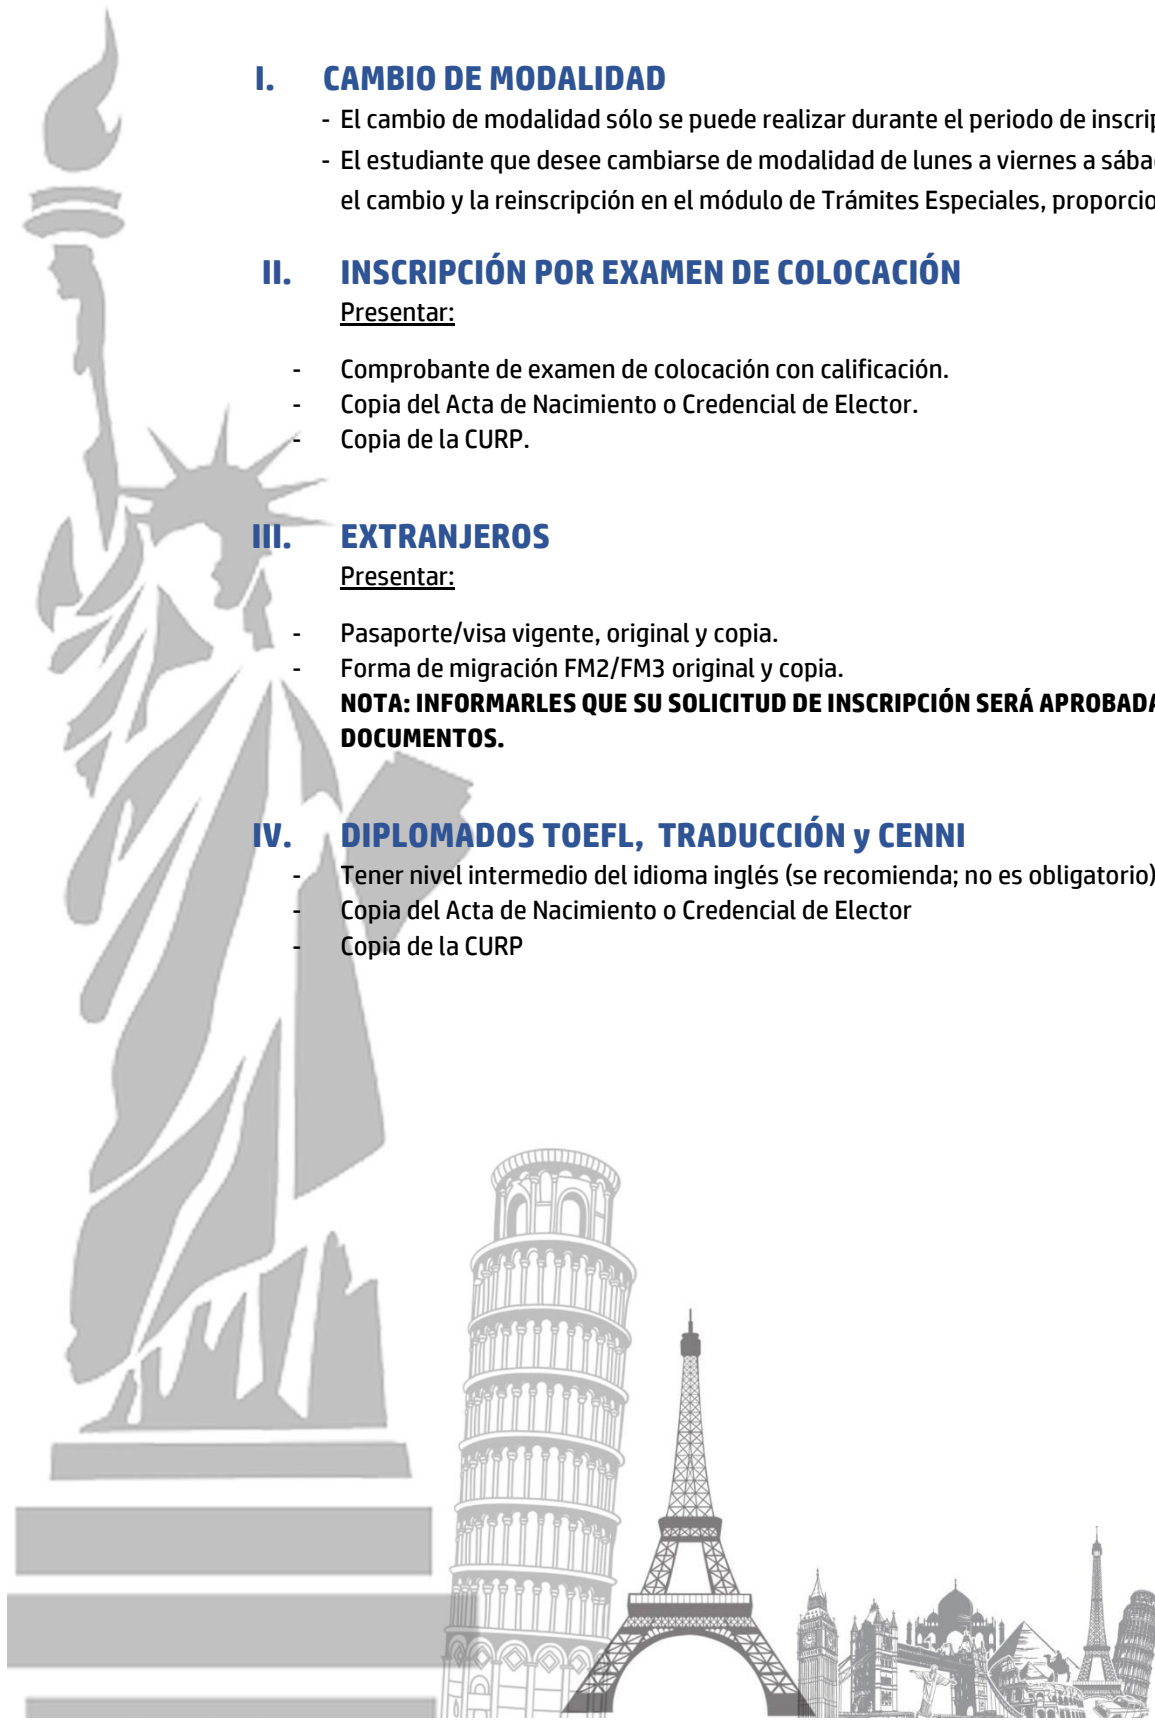 I. CAMBIO DE MODALIDAD
- El cambio de modalidad sólo se puede realizar durante el periodo de
- El estudiante que desee cambiarse de modalidad de lunes a viernes a
el cambio y la reinscripción en el módulo de Trámites Especiales,
II. INSCRIPCIÓN POR EXAMEN DE COLOCACIÓN
Presentar:
- Comprobante de examen de colocación con calificación.
- Copia del Acta de Nacimiento o Credencial de Elector.
- Copia de la CURP.
III. EXTRANJEROS
Presentar:
- Pasaporte/visa vigente, original y copia.
- Forma de migración FM2/FM3 original y copia.
NOTA: INFORMARLES QUE SU SOLICITUD DE INSCRIPCIÓN SERÁ APROBADA
DOCUMENTOS.
IV. DIPLOMADOS TOEFL, TRADUCCIÓN y CENNI
- Tener nivel intermedio del idioma inglés (se recomienda; no es obligatorio)
- Copia del Acta de Nacimiento o Credencial de Elector
- Copia de la CURP